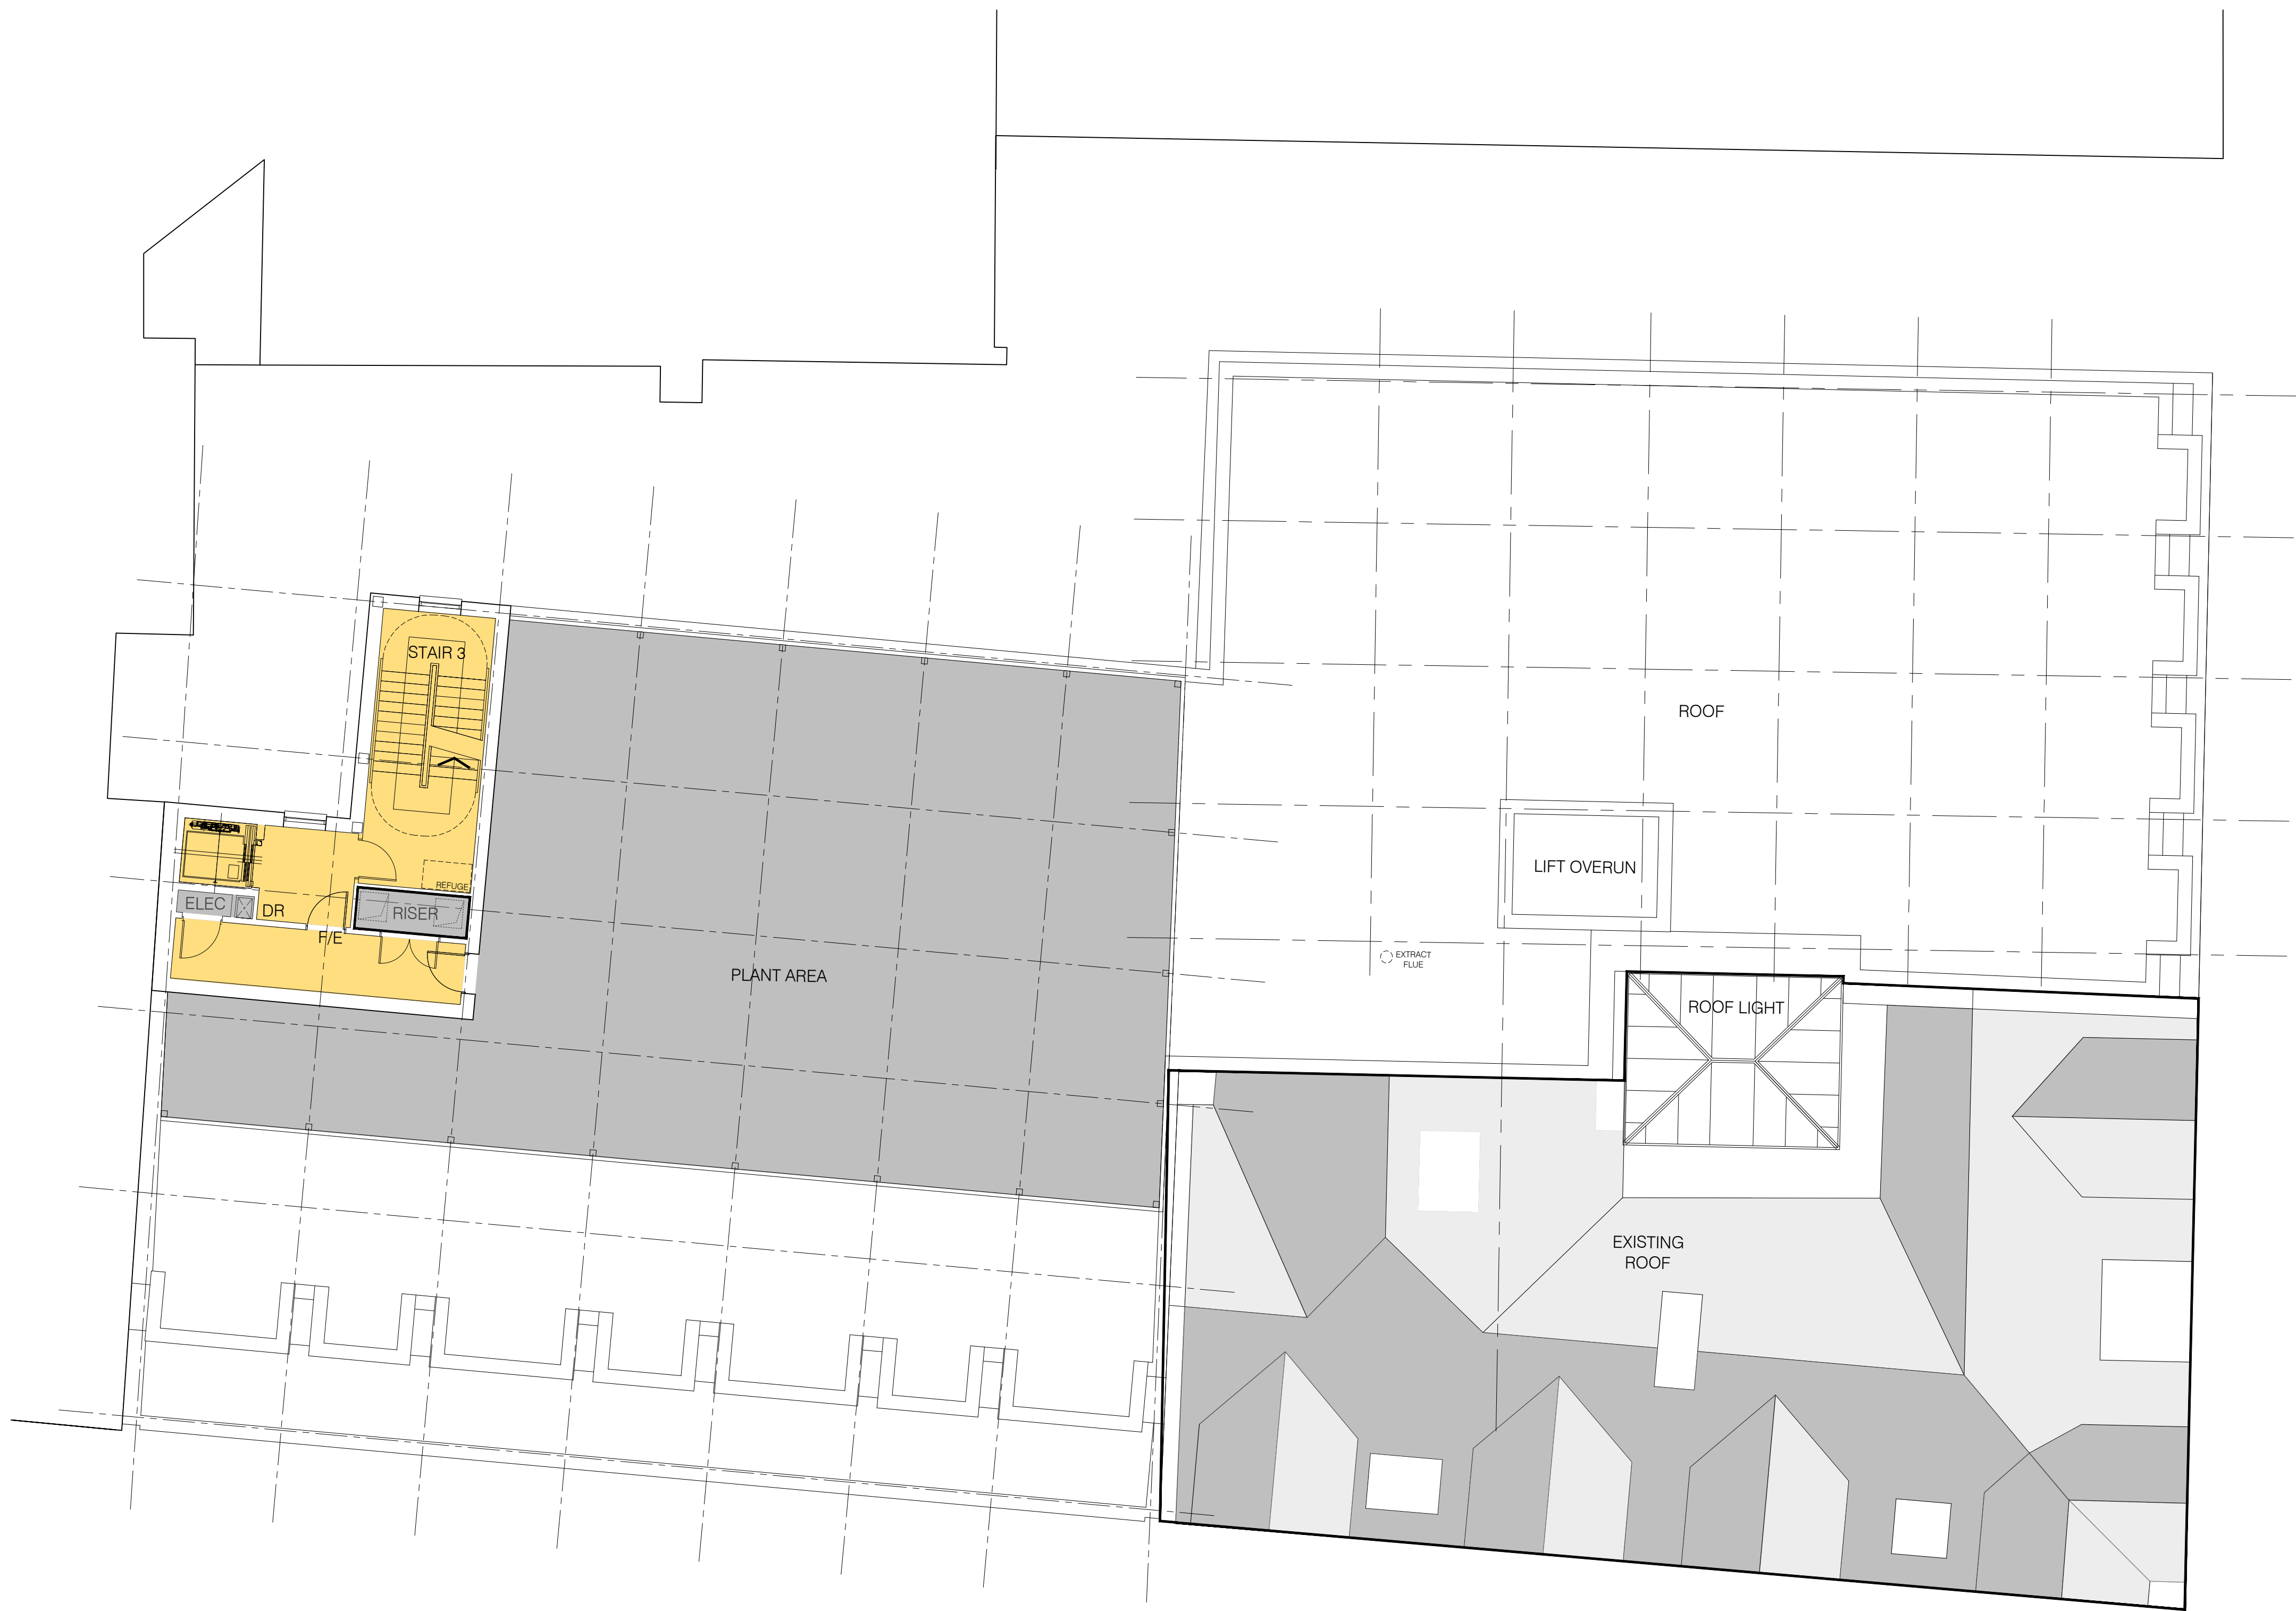 STAIR 3
ROOF
LIFT OVERUN
REFUGE
ELEC
DR
RISER
F/E
EXTRACT
FLUE
PLANT AREA
ROOF LIGHT
EXISTING
ROOF